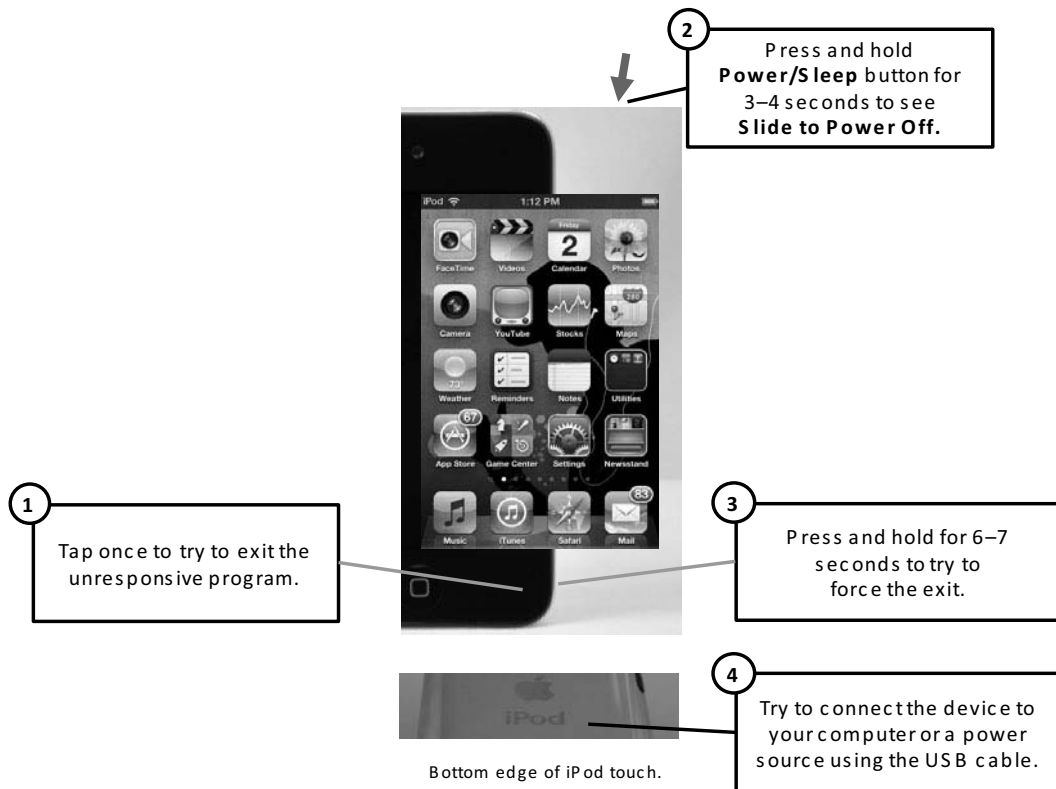 2
Press and hold
Power/Sleep button for
3–4 seconds to see
Slide to Power Off.
iPod 1:12 PM
Friday
2
FaceTime Videos Calendar Photos
280
Camera YouTube Stocks Maps
73°
Weather Reminders Notes Utilities
67
App Store Game Center Settings Newsstand
83
Music iTunes Safari Mail
1
Tap once to try to exit the
unresponsive program.
3
Press and hold for 6–7
seconds to try to
force the exit.
iPod
4
Try to connect the device to
your computer or a power
source using the USB cable.
Bottom edge of iPod touch.